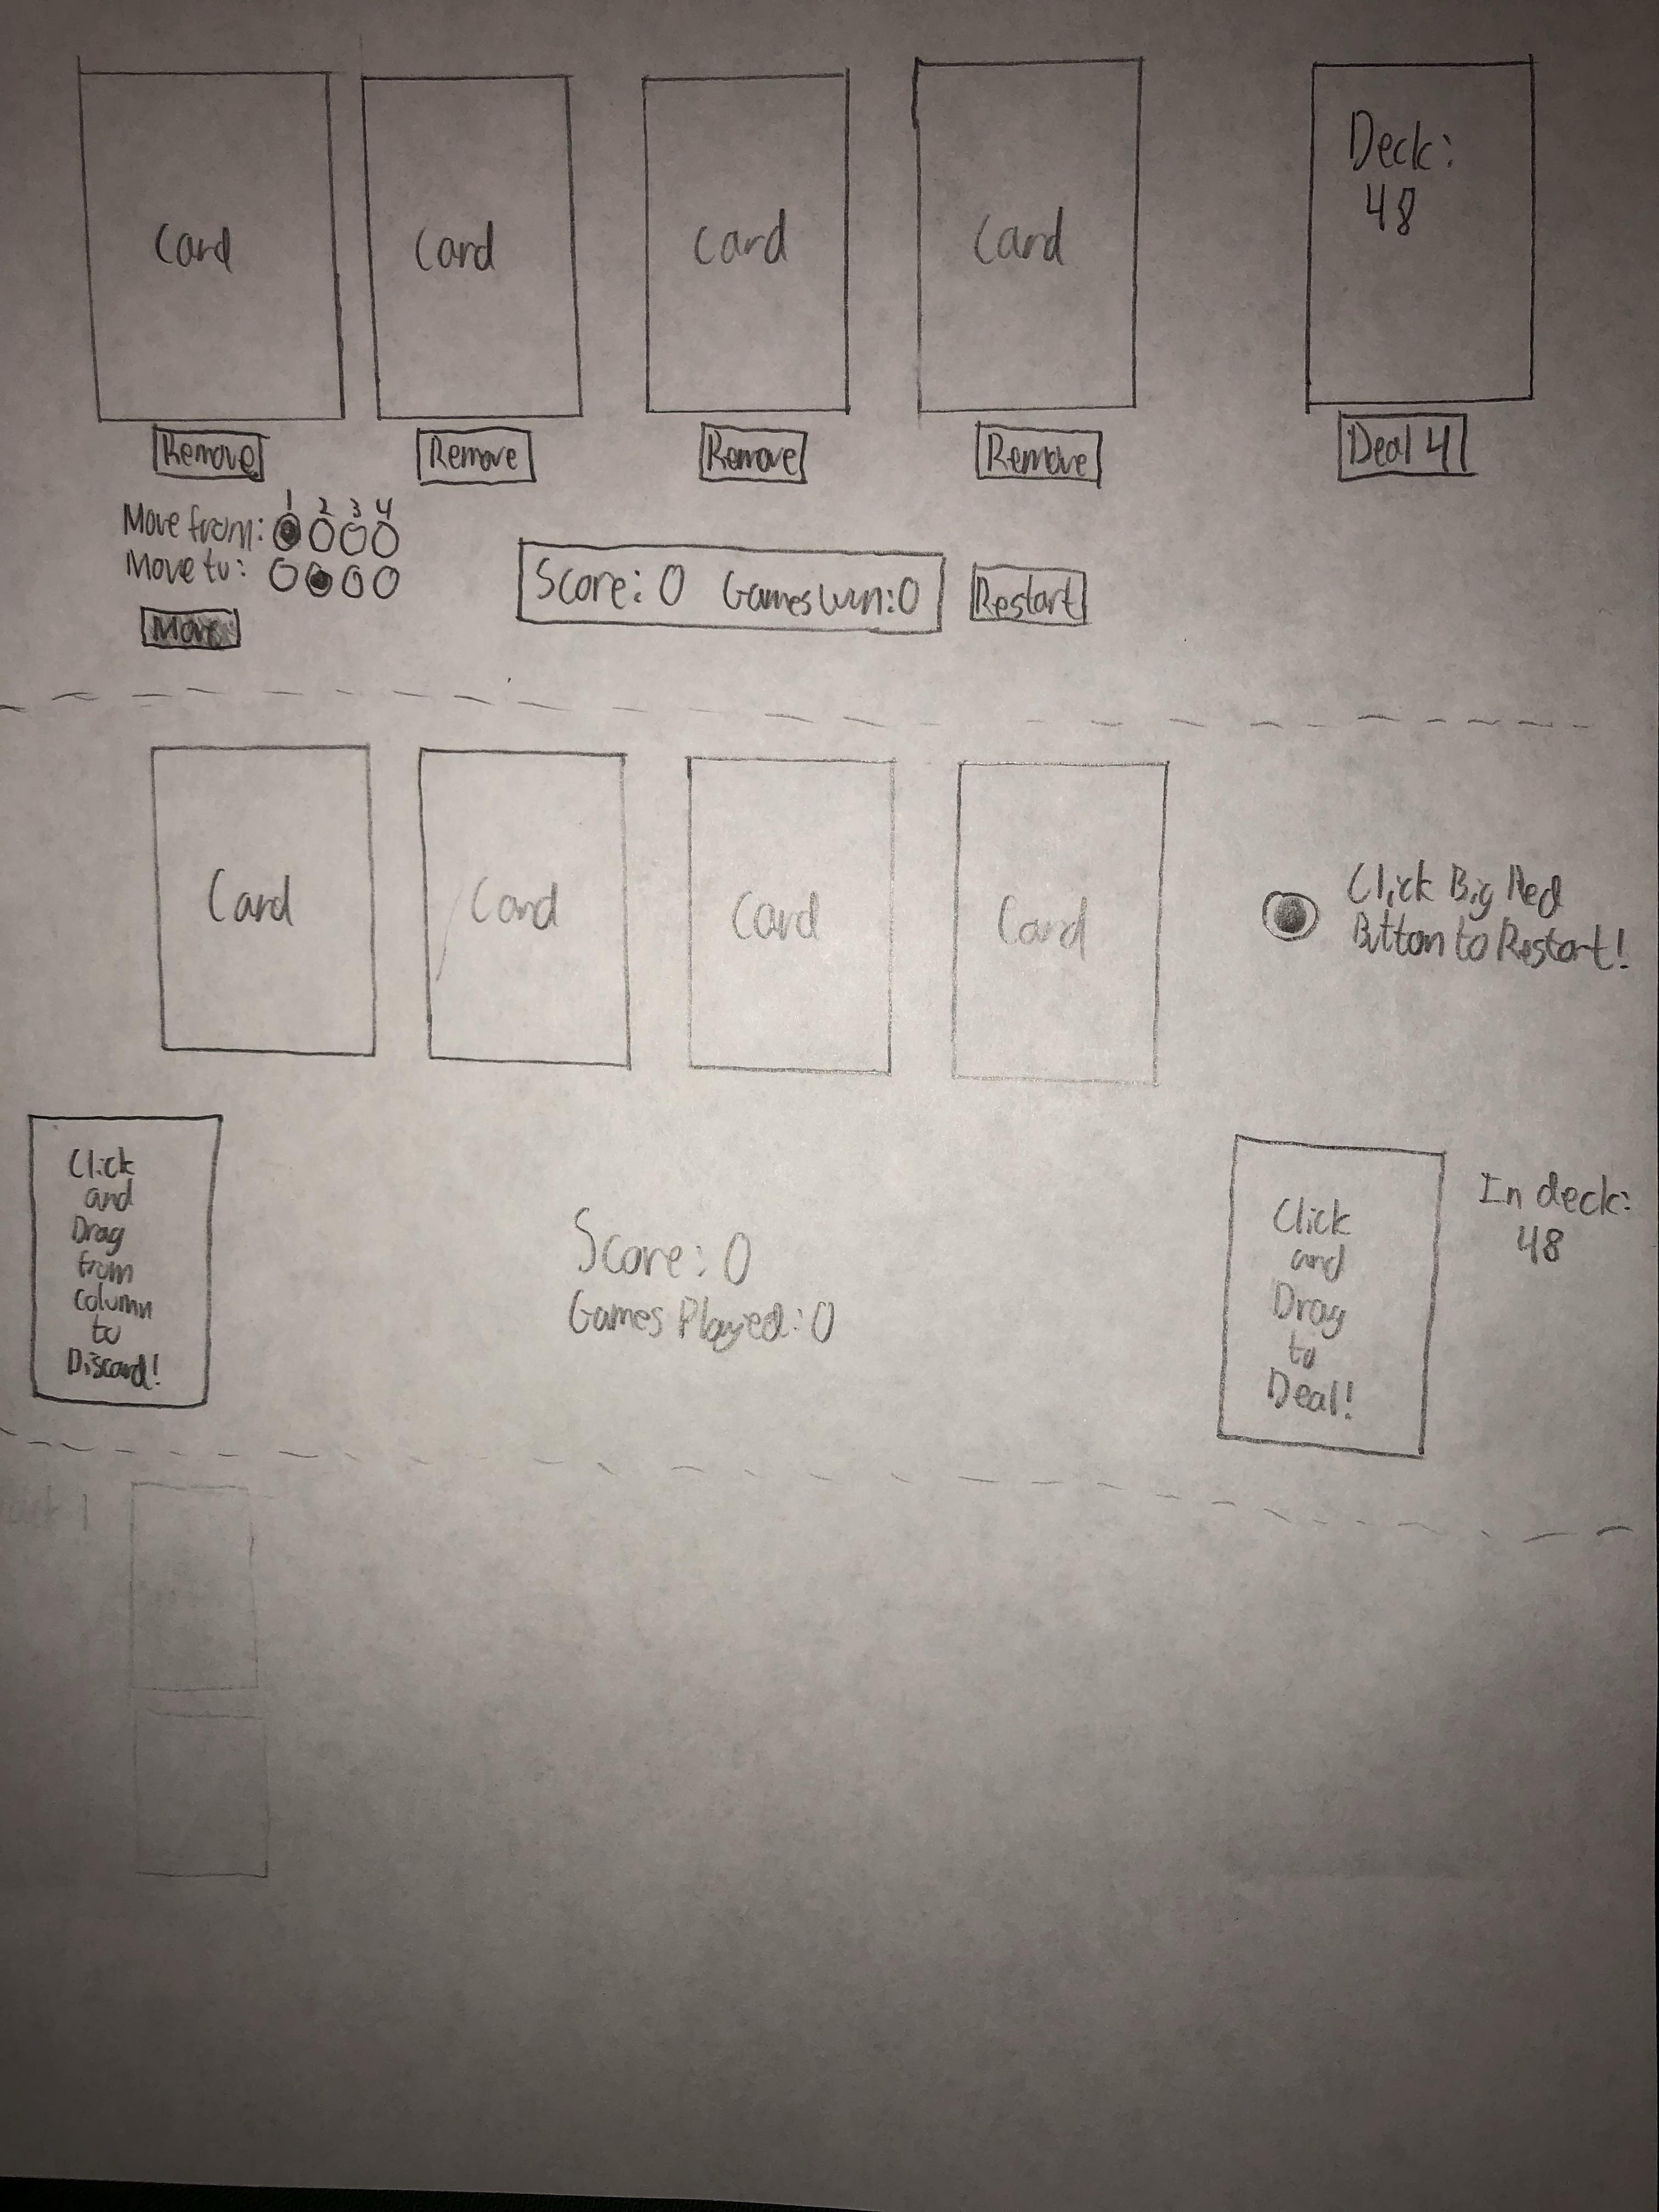 Card Card Card Card
Deck:
48
Remove Remove Remove Remove Deal 4
1 2 3 4
Move from:
Move to:
Move
Score: 0 Games Win: 0 Restart
Card Card Card Card
Click Big Red
Button to Restart!
Click
and
Drag
from
column
to
Discard!
Score: 0
Games Played: 0
Click
and
Drag
to
Deal!
In deck:
48
1